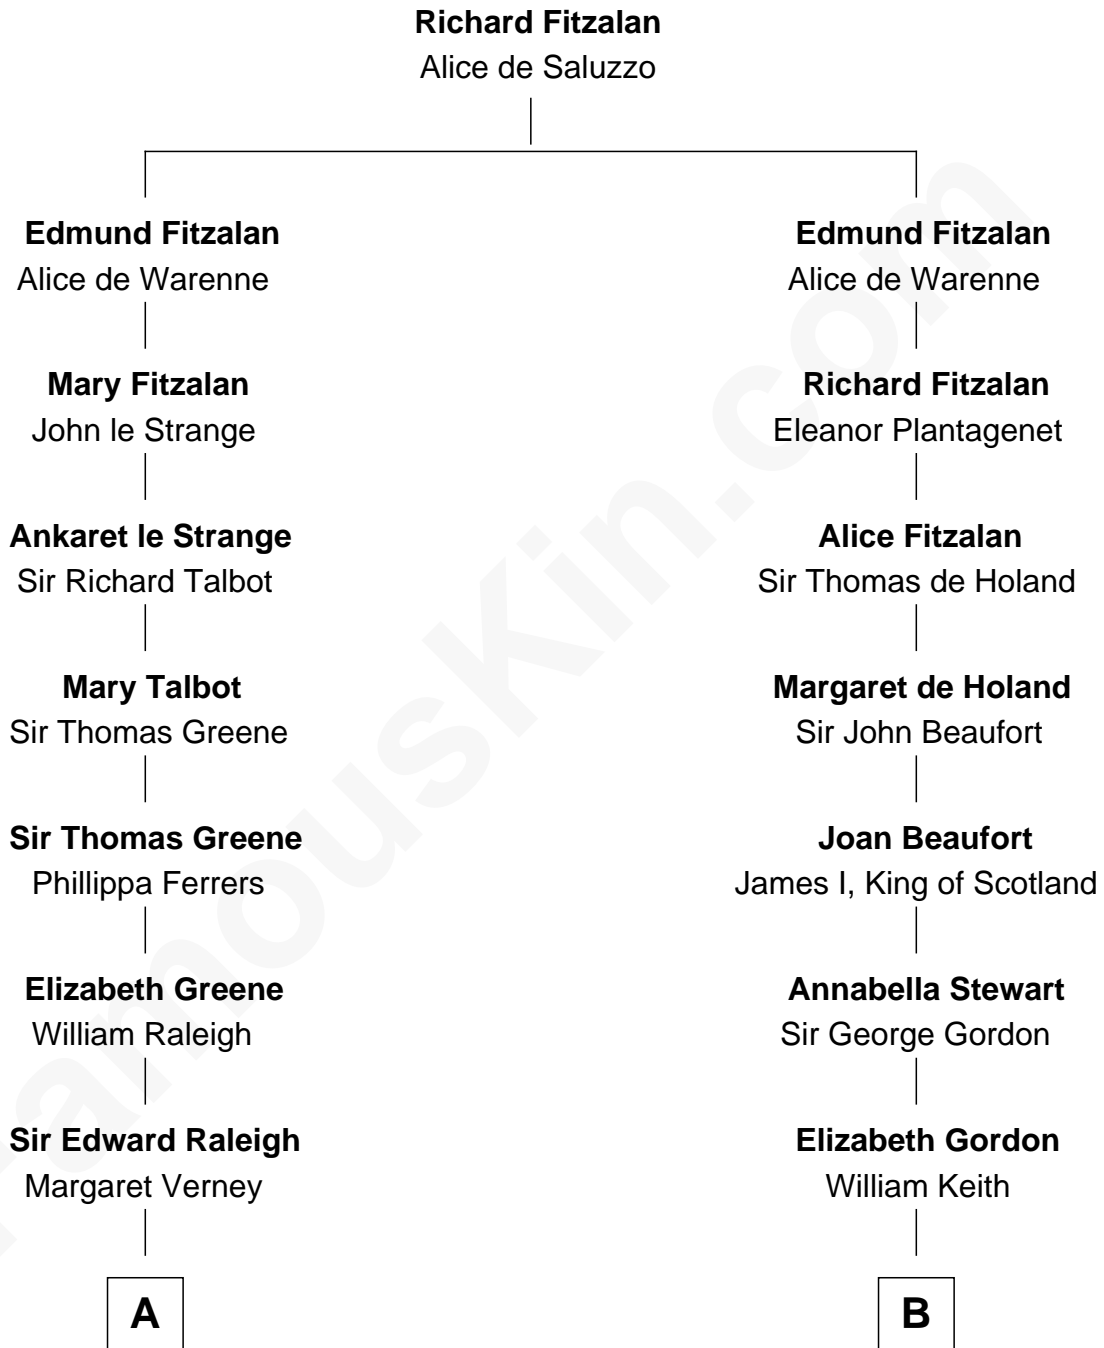 Richard Fitzalan
Alice de Saluzzo
Edmund Fitzalan
Alice de Warenne
Mary Fitzalan
John le Strange
Ankaret le Strange
Sir Richard Talbot
Mary Talbot
Sir Thomas Greene
Sir Thomas Greene
Phillippa Ferrers
Elizabeth Greene
William Raleigh
Sir Edward Raleigh
Margaret Verney
A
Edmund Fitzalan
Alice de Warenne
Richard Fitzalan
Eleanor Plantagenet
Alice Fitzalan
Sir Thomas de Holand
Margaret de Holand
Sir John Beaufort
Joan Beaufort
James I, King of Scotland
Annabella Stewart
Sir George Gordon
Elizabeth Gordon
William Keith
B
FamousKin.com